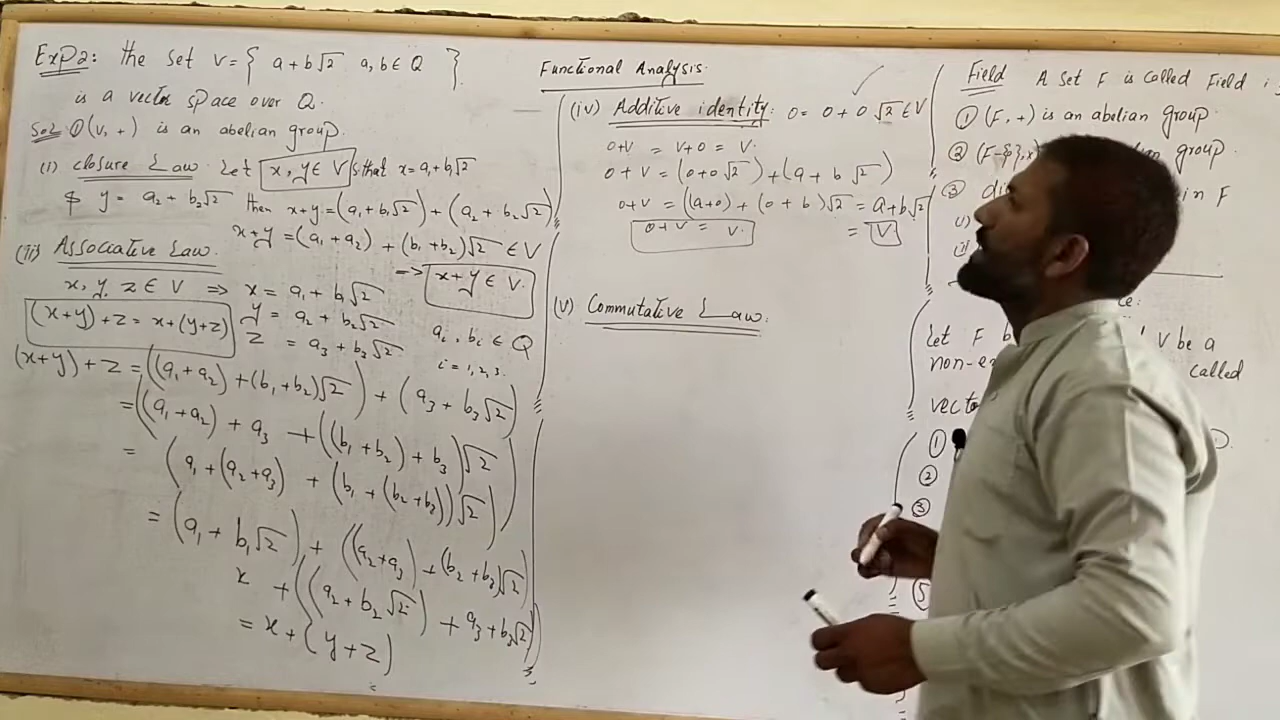 Exp2: the set V = { a + b√2 a, b ∈ Q }
is a vector space over Q.
Sol: ① (V, +) is an abelian group.
(i) closure Law. Let x, y ∈ V s.that x = a₁ + b₁√2
& y = a₂ + b₂√2 then x+y = (a₁ + b₁√2) + (a₂ + b₂√2)
x+y = (a₁ + a₂) + (b₁ + b₂)√2 ∈ V
=> x+y ∈ V.
(ii) Associative Law.
x, y, z ∈ V => x = a₁ + b₁√2
y = a₂ + b₂√2
z = a₃ + b₃√2
aᵢ, bᵢ ∈ Q
i = 1, 2, 3.
(x+y)+z = x+(y+z)
(x+y)+z = ((a₁+a₂) + (b₁+b₂)√2) + (a₃ + b₃√2)
= ((a₁+a₂) + a₃ + ((b₁+b₂) + b₃)√2)
= (a₁ + (a₂+a₃) + (b₁ + (b₂+b₃))√2)
= (a₁ + b₁√2) + ((a₂+a₃) + (b₂+b₃)√2)
x + ((a₂ + b₂√2) + a₃ + b₃√2)
= x + (y+z)
Functional Analysis.
(iv) Additive identity: 0 = 0 + 0√2 ∈ V
0+V = V+0 = V.
0+V = (0+0√2) + (a + b√2)
0+V = ((a+0) + (0+b)√2 = a+b√2
0+V = V.
= V
(V) Commutative Law.
Field A set F is called Field i
① (F, +) is an abelian group.
② (F-{ }, x) group.
③ di in F
(i)
(ii)
ce:
Let F b V be a
non-e called
vecto
①
②
③
⑤